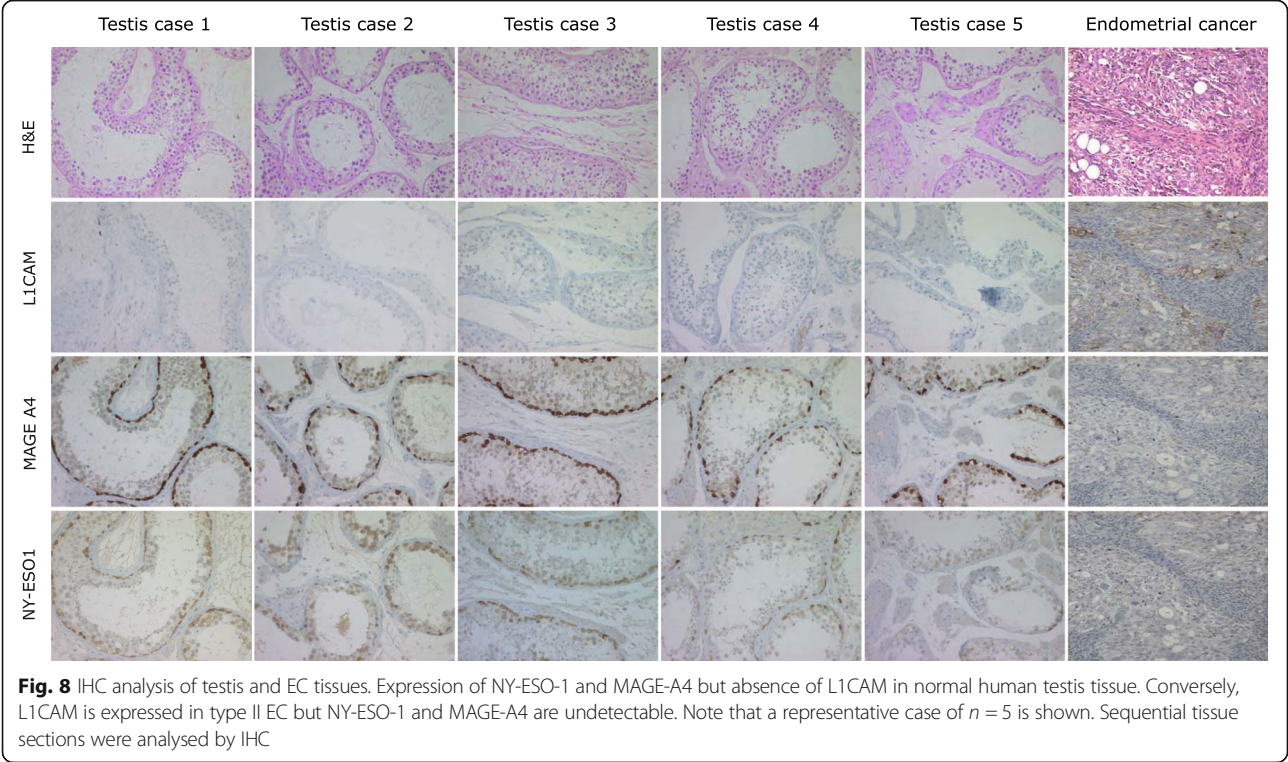 Testis case 1 Testis case 2 Testis case 3 Testis case 4 Testis case 5 Endometrial cancer
H&E
L1CAM
MAGE A4
NY-ESO1
Fig. 8 IHC analysis of testis and EC tissues. Expression of NY-ESO-1 and MAGE-A4 but absence of L1CAM in normal human testis tissue. Conversely,
L1CAM is expressed in type II EC but NY-ESO-1 and MAGE-A4 are undetectable. Note that a representative case of n = 5 is shown. Sequential tissue
sections were analysed by IHC